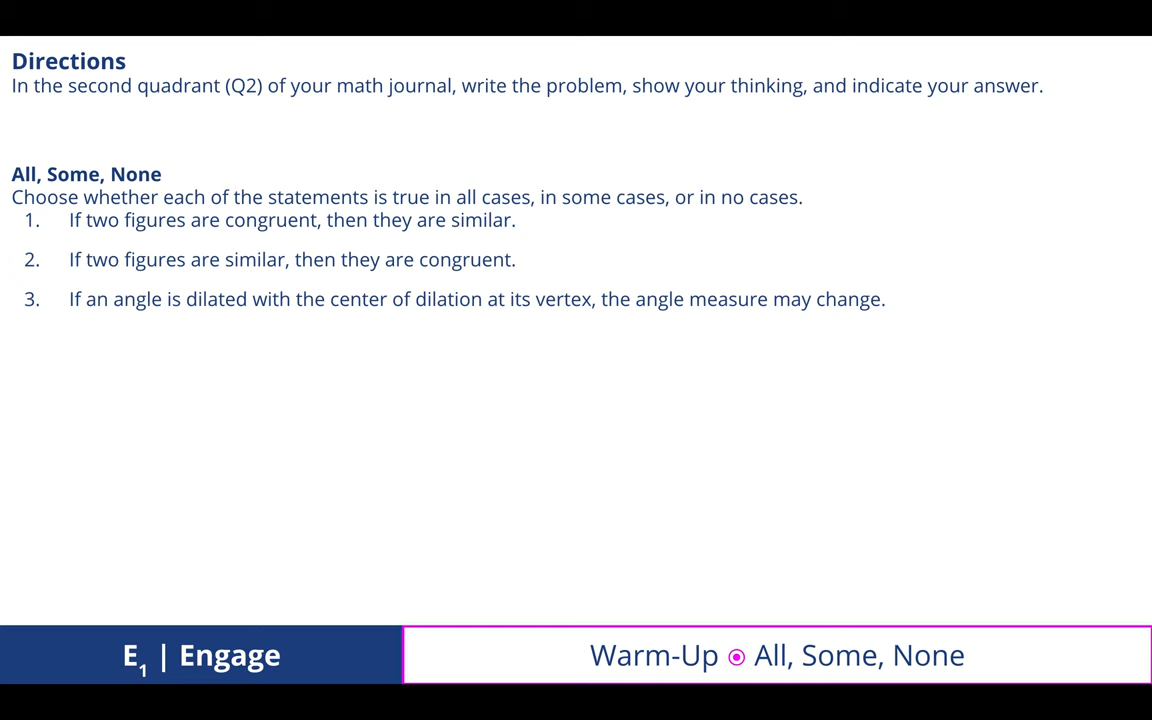 Directions
In the second quadrant (Q2) of your math journal, write the problem, show your thinking, and indicate your answer.
All, Some, None
Choose whether each of the statements is true in all cases, in some cases, or in no cases.
1. If two figures are congruent, then they are similar.
2. If two figures are similar, then they are congruent.
3. If an angle is dilated with the center of dilation at its vertex, the angle measure may change.
E1 | Engage
Warm-Up ⦿ All, Some, None